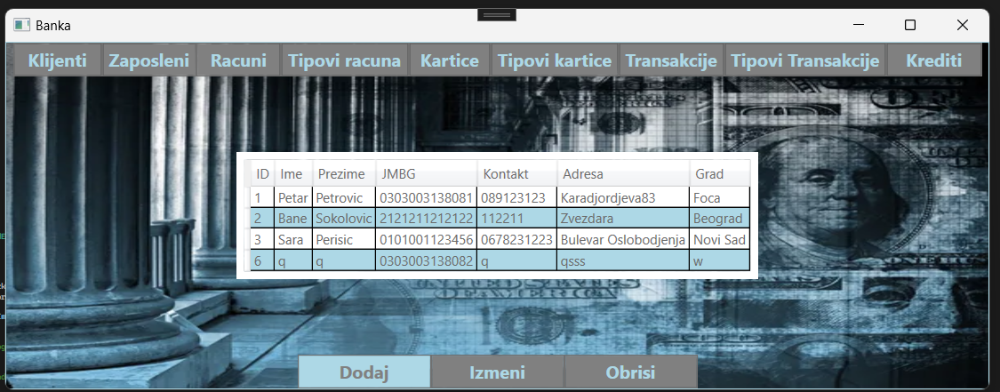 Banka
Klijenti Zaposleni Racuni Tipovi racuna Kartice Tipovi kartice Transakcije Tipovi Transakcije Krediti
ID Ime Prezime JMBG Kontakt Adresa Grad
1 Petar Petrovic 0303003138081 089123123 Karadjordjeva83 Foca
2 Bane Sokolovic 2121211212122 112211 Zvezdara Beograd
3 Sara Perisic 0101001123456 0678231223 Bulevar Oslobodjenja Novi Sad
6 q q 0303003138082 q qsss w
OF AMERICA
Dodaj Izmeni Obrisi